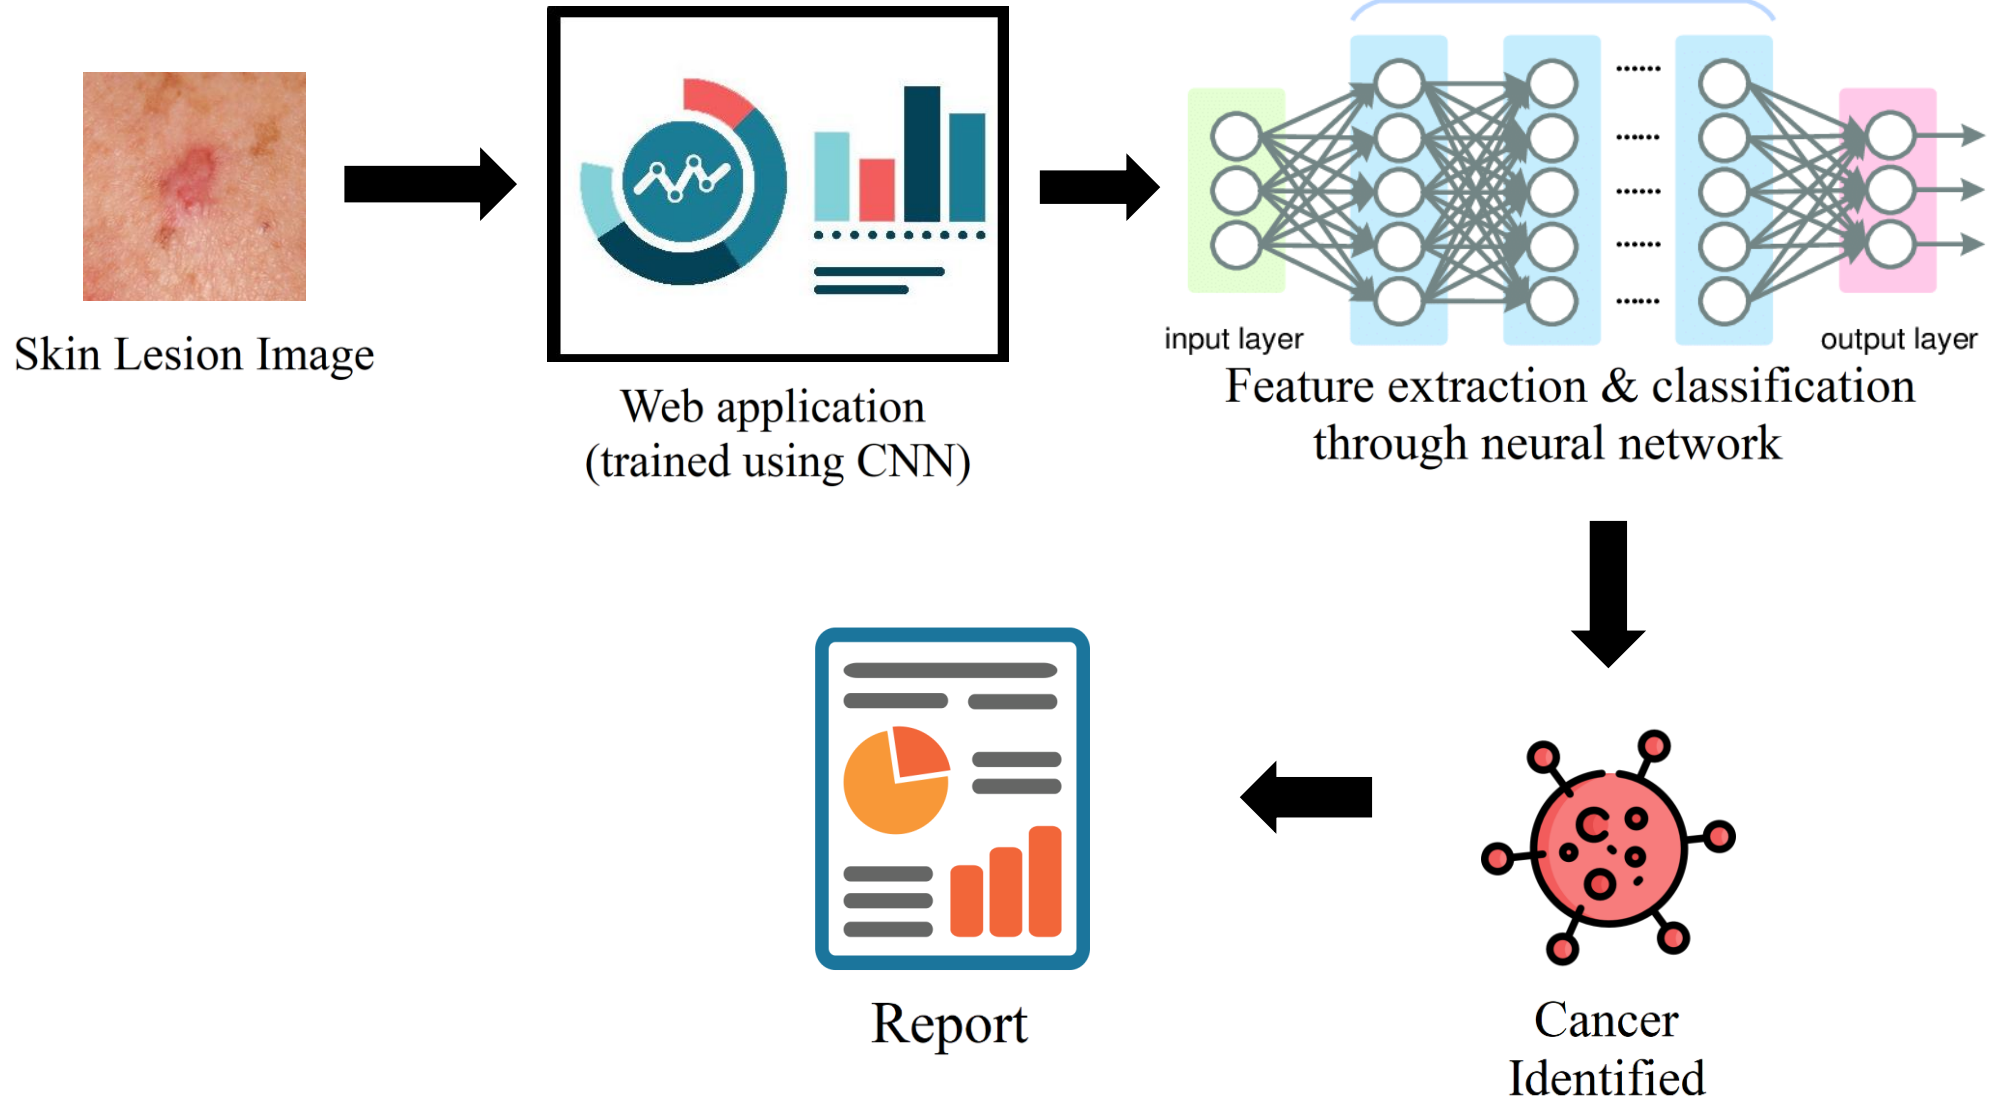 Skin Lesion Image
Web application
(trained using CNN)
input layer
output layer
Feature extraction & classification
through neural network
Report
Cancer
Identified